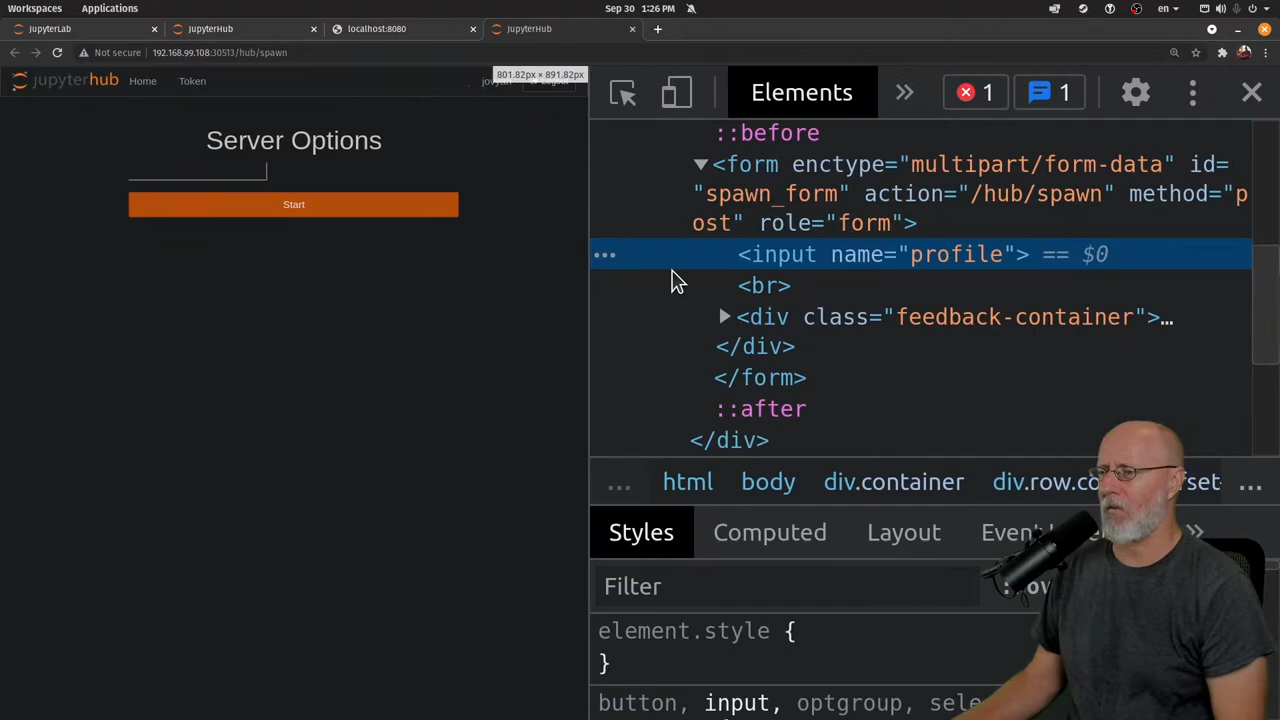 Workspaces Applications Sep 30 1:26 PM en
JupyterLab JupyterHub localhost:8080 JupyterHub
Not secure 192.168.99.108:30513/hub/spawn
jupyterhub Home Token
801.82px × 891.82px
Server Options
Start
Elements 1 1
::before
<form enctype="multipart/form-data" id=
"spawn_form" action="/hub/spawn" method="p
ost" role="form">
<input name="profile"> == $0
<br>
<div class="feedback-container">…
</div>
</form>
::after
</div>
... html body div.container div.row.co set- ...
Styles Computed Layout Event
Filter
element.style {
}
button, input, optgroup, sele